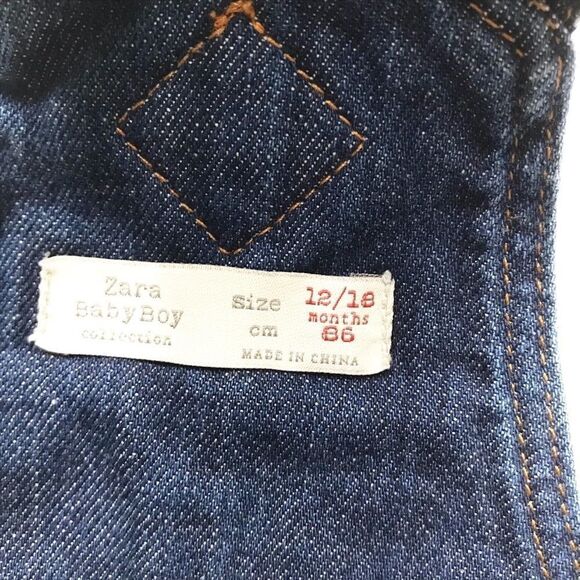 Zara
BabyBoy
collection
Size 12/18
months
cm 86
MADE IN CHINA